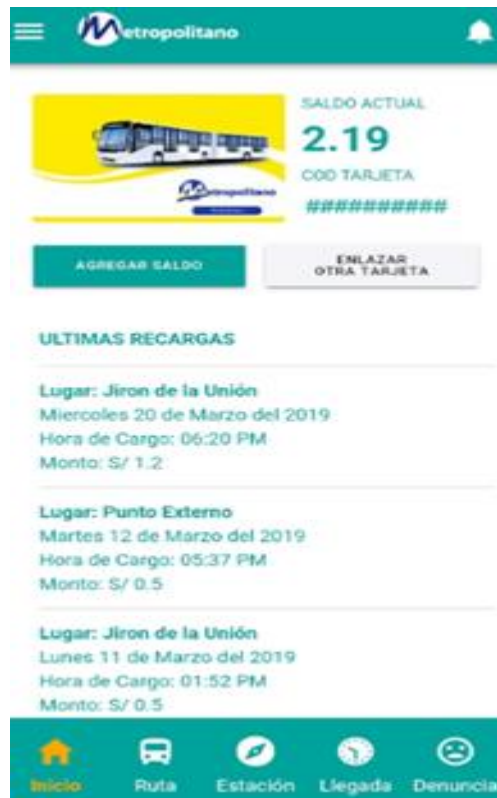 Metropolitano
SALDO ACTUAL
2.19
COD TARJETA
##########
Metropolitano
AGREGAR SALDO
ENLAZAR
OTRA TARJETA
ULTIMAS RECARGAS
Lugar: Jiron de la Unión
Miercoles 20 de Marzo del 2019
Hora de Cargo: 06:20 PM
Monto: S/ 1.2
Lugar: Punto Externo
Martes 12 de Marzo del 2019
Hora de Cargo: 05:37 PM
Monto: S/ 0.5
Lugar: Jiron de la Unión
Lunes 11 de Marzo del 2019
Hora de Cargo: 01:52 PM
Monto: S/ 0.5
Inicio Ruta Estación Llegada Denuncia